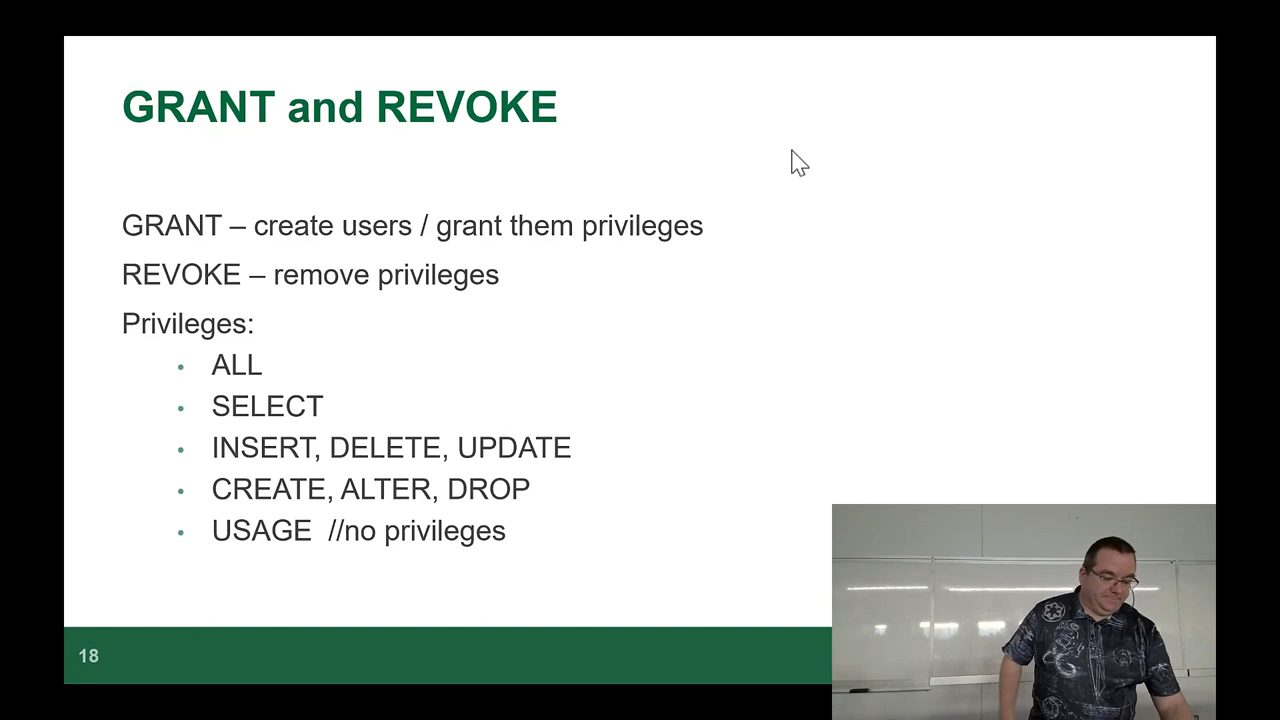 GRANT and REVOKE
GRANT – create users / grant them privileges
REVOKE – remove privileges
Privileges:
• ALL
• SELECT
• INSERT, DELETE, UPDATE
• CREATE, ALTER, DROP
• USAGE //no privileges
18